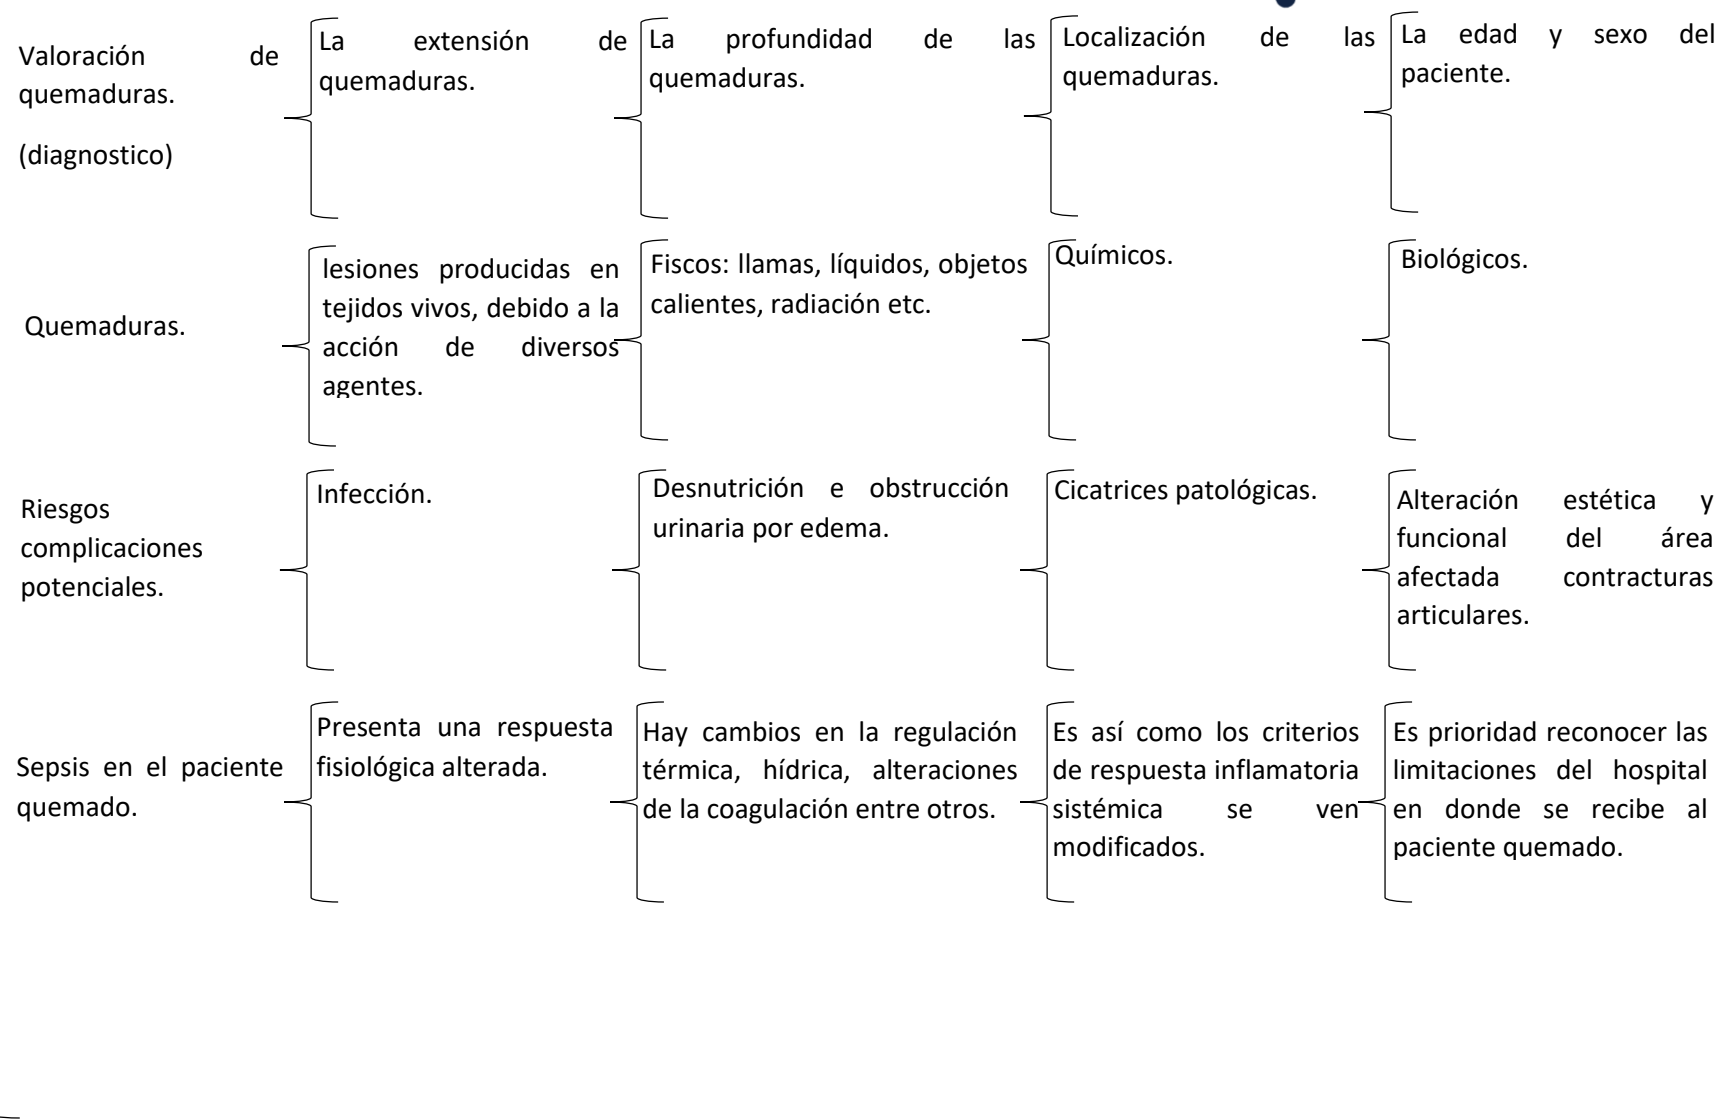 Valoración de
quemaduras.
(diagnostico)
La extensión de
quemaduras.
La profundidad de las
quemaduras.
Localización de las
quemaduras.
La edad y sexo del
paciente.
Quemaduras.
lesiones producidas en
tejidos vivos, debido a la
acción de diversos
agentes.
Fiscos: llamas, líquidos, objetos
calientes, radiación etc.
Químicos.
Biológicos.
Riesgos
complicaciones
potenciales.
Infección.
Desnutrición e obstrucción
urinaria por edema.
Cicatrices patológicas.
Alteración estética y
funcional del área
afectada contracturas
articulares.
Sepsis en el paciente
quemado.
Presenta una respuesta
fisiológica alterada.
Hay cambios en la regulación
térmica, hídrica, alteraciones
de la coagulación entre otros.
Es así como los criterios
de respuesta inflamatoria
sistémica se ven
modificados.
Es prioridad reconocer las
limitaciones del hospital
en donde se recibe al
paciente quemado.